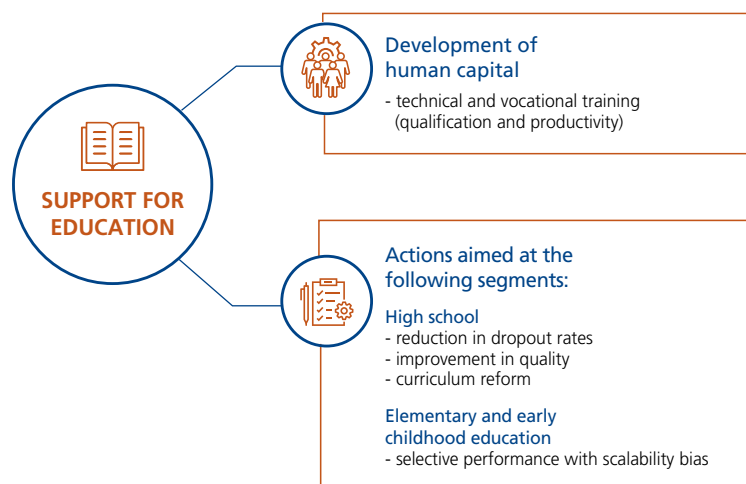 SUPPORT FOR
EDUCATION
Development of
human capital
- technical and vocational training
(qualification and productivity)
Actions aimed at the
following segments:
High school
- reduction in dropout rates
- improvement in quality
- curriculum reform
Elementary and early
childhood education
- selective performance with scalability bias